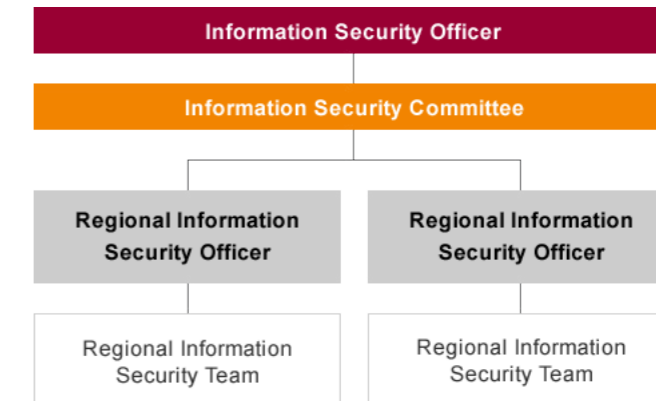 Information Security Officer
Information Security Committee
Regional Information
Security Officer
Regional Information
Security Officer
Regional Information
Security Team
Regional Information
Security Team